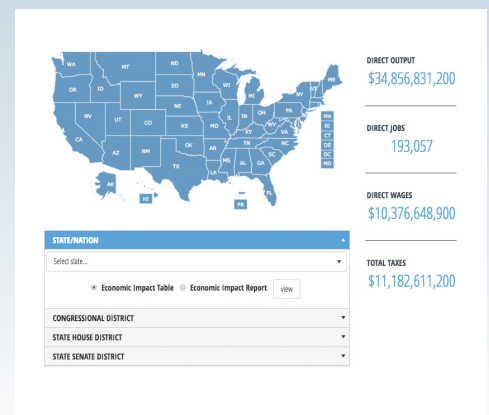 WA
MT
ND
MN
ME
OR
ID
SD
WI
VT
WY
MI
NY
IA
NE
PA
NV
IL
IN
OH
UT
CO
WV
MA
KS
MO
KY
VA
RI
CA
CT
OK
TN
NC
DE
AZ
NM
AR
SC
DC
MS
AL
GA
MD
TX
LA
AK
FL
HI
PR
DIRECT OUTPUT
$34,856,831,200
DIRECT JOBS
193,057
DIRECT WAGES
$10,376,648,900
TOTAL TAXES
$11,182,611,200
STATE/NATION
Select state...
Economic Impact Table
Economic Impact Report
view
CONGRESSIONAL DISTRICT
STATE HOUSE DISTRICT
STATE SENATE DISTRICT